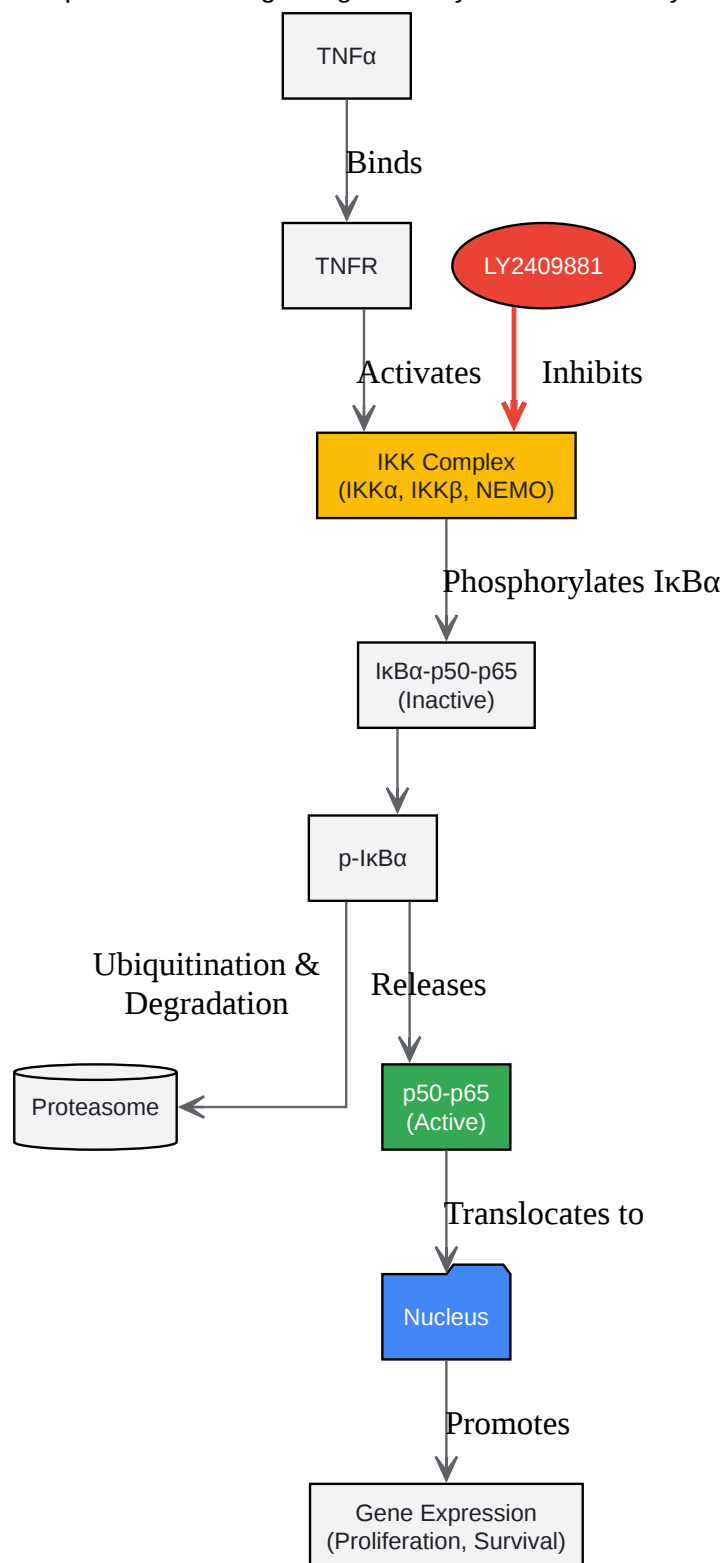 TNFα
Binds
TNFR
LY2409881
Activates
Inhibits
IKK Complex
(IKKα, IKKβ, NEMO)
Phosphorylates IκBα
IκBα-p50-p65
(Inactive)
p-IκBα
Ubiquitination &
Degradation
Releases
Proteasome
p50-p65
(Active)
Translocates to
Nucleus
Promotes
Gene Expression
(Proliferation, Survival)